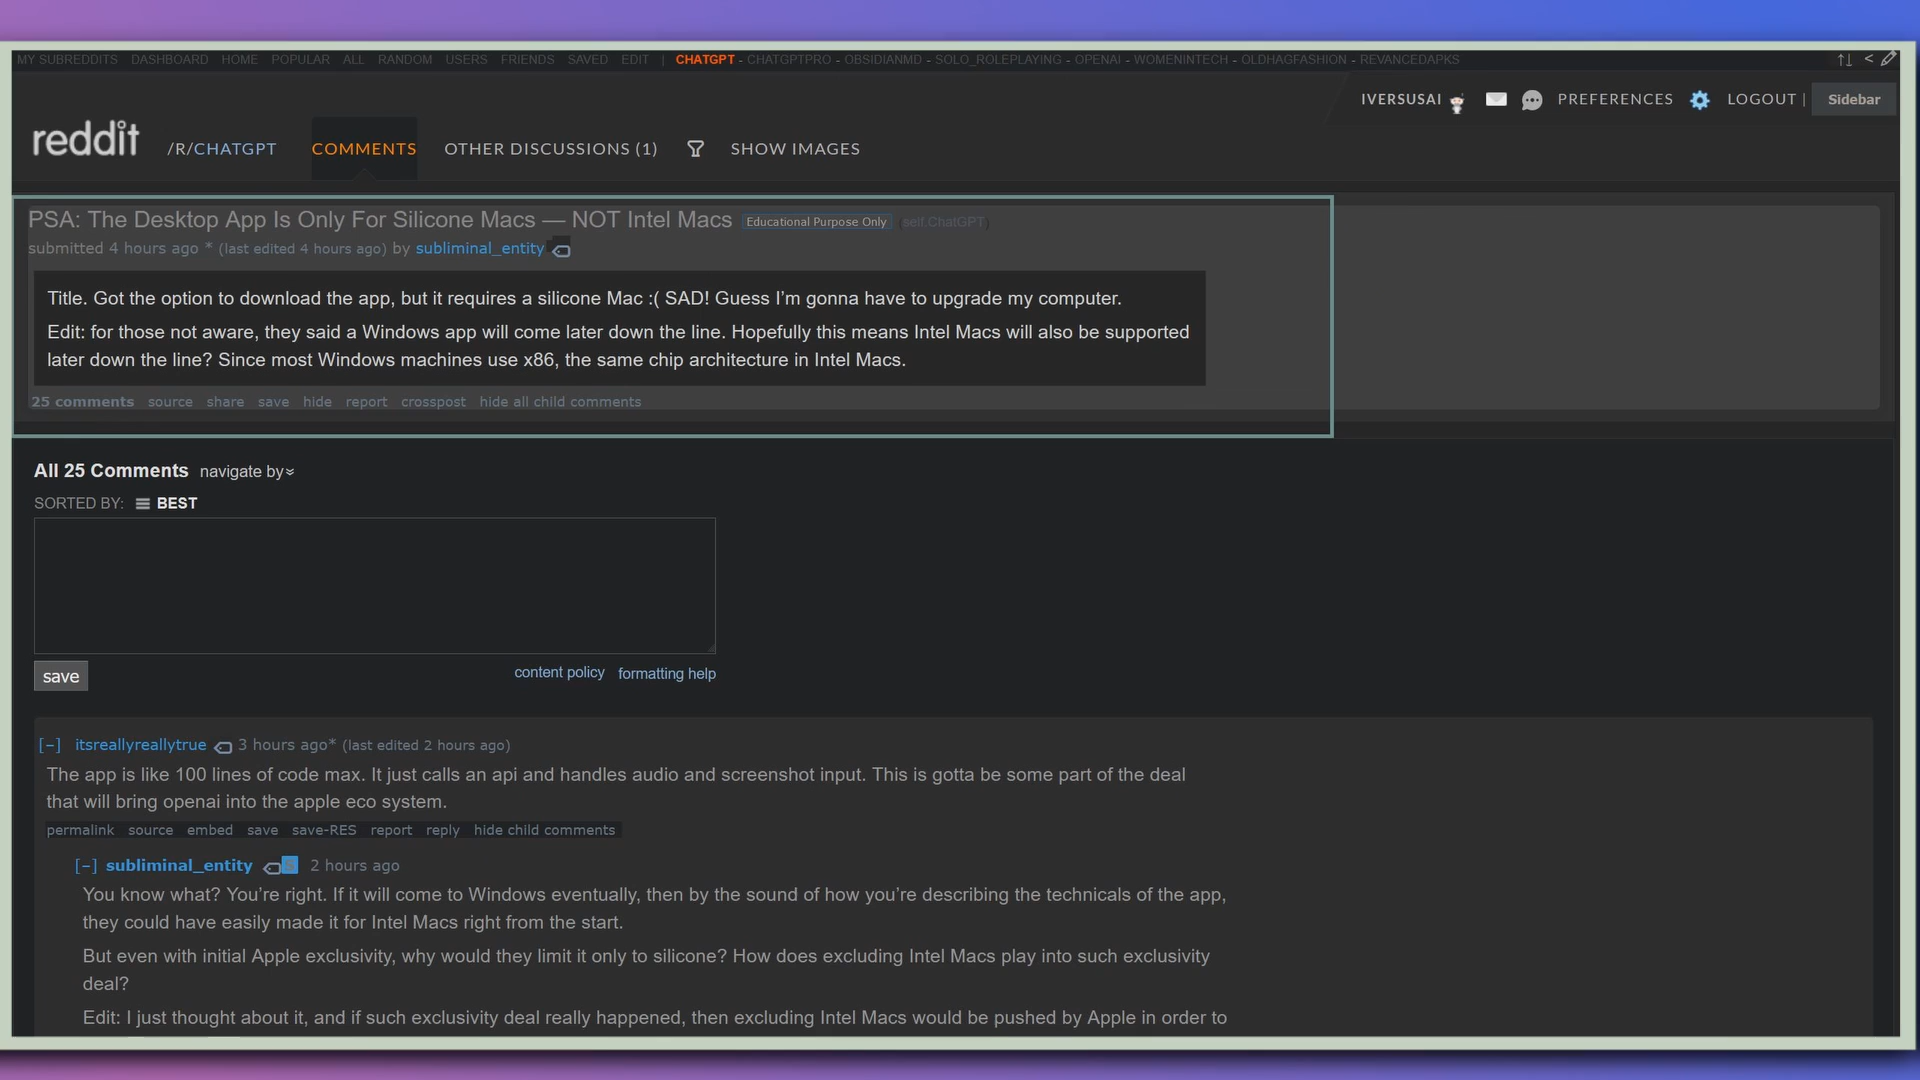 MY SUBREDDITS DASHBOARD HOME POPULAR ALL RANDOM USERS FRIENDS SAVED EDIT | CHATGPT - CHATGPTPRO - OBSIDIANMD - SOLO_ROLEPLAYING - OPENAI - WOMENINTECH - OLDHAGFASHION - REVANCEDAPKS
IVERSUSAI PREFERENCES LOGOUT | Sidebar
reddit /R/CHATGPT COMMENTS OTHER DISCUSSIONS (1) SHOW IMAGES
PSA: The Desktop App Is Only For Silicone Macs — NOT Intel Macs Educational Purpose Only (self.ChatGPT)
submitted 4 hours ago * (last edited 4 hours ago) by subliminal_entity
Title. Got the option to download the app, but it requires a silicone Mac :( SAD! Guess I’m gonna have to upgrade my computer.
Edit: for those not aware, they said a Windows app will come later down the line. Hopefully this means Intel Macs will also be supported
later down the line? Since most Windows machines use x86, the same chip architecture in Intel Macs.
25 comments source share save hide report crosspost hide all child comments
All 25 Comments navigate by
SORTED BY: BEST
save content policy formatting help
[–] itsreallyreallytrue 3 hours ago* (last edited 2 hours ago)
The app is like 100 lines of code max. It just calls an api and handles audio and screenshot input. This is gotta be some part of the deal
that will bring openai into the apple eco system.
permalink source embed save save-RES report reply hide child comments
[–] subliminal_entity 2 hours ago
You know what? You’re right. If it will come to Windows eventually, then by the sound of how you’re describing the technicals of the app,
they could have easily made it for Intel Macs right from the start.
But even with initial Apple exclusivity, why would they limit it only to silicone? How does excluding Intel Macs play into such exclusivity
deal?
Edit: I just thought about it, and if such exclusivity deal really happened, then excluding Intel Macs would be pushed by Apple in order to